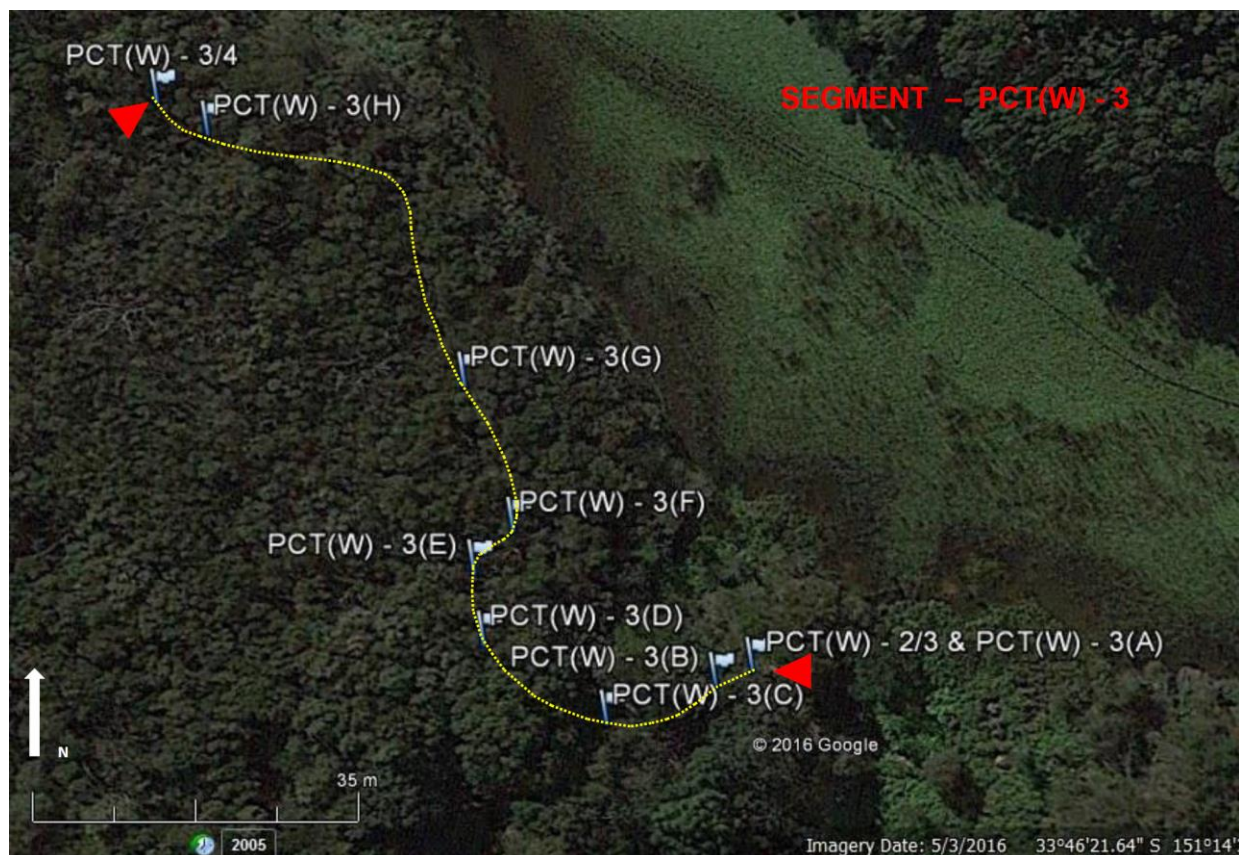 PCT(W) - 3/4
PCT(W) - 3(H)
SEGMENT – PCT(W) - 3
PCT(W) - 3(G)
PCT(W) - 3(F)
PCT(W) - 3(E)
PCT(W) - 3(D)
PCT(W) - 2/3 & PCT(W) - 3(A)
PCT(W) - 3(B)
PCT(W) - 3(C)
N
© 2016 Google
35 m
2005
Imagery Date: 5/3/2016 33°46'21.64" S 151°14'